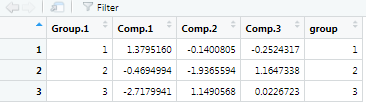 Filter
Group.1 Comp.1 Comp.2 Comp.3 group
1 1 1.3795160 -0.1400805 -0.2524317 1
2 2 -0.4694994 -1.9365594 1.1647338 2
3 3 -2.7179941 1.1490568 0.0226723 3